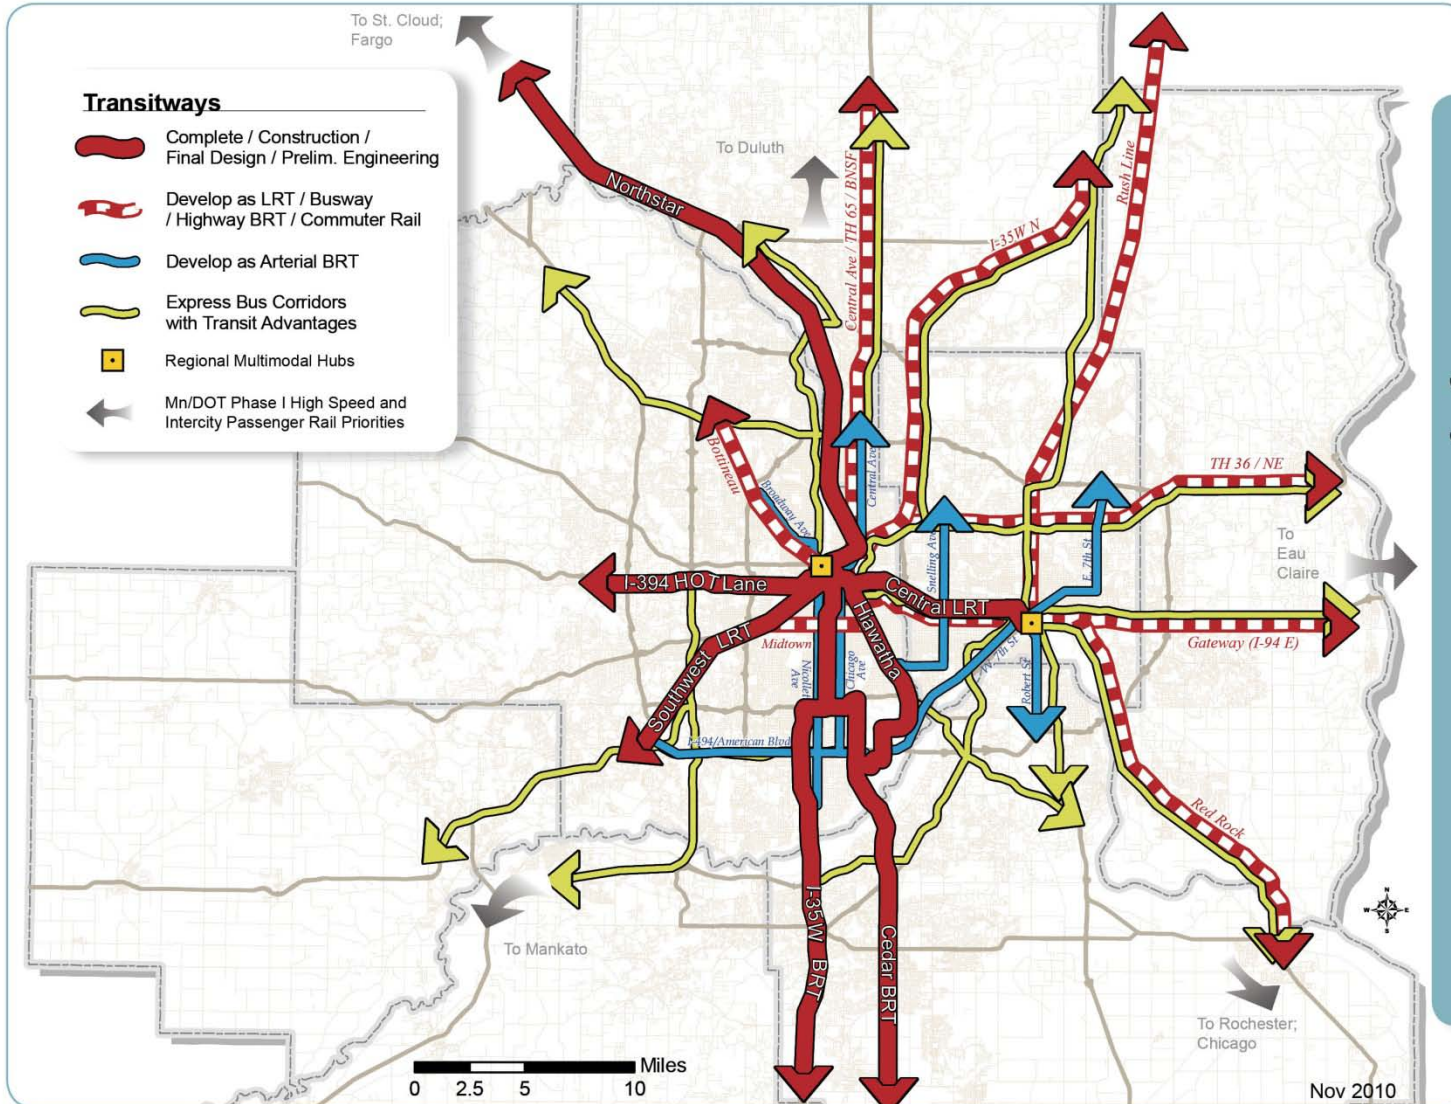 To St. Cloud;
Fargo
Transitways
Complete / Construction /
Final Design / Prelim. Engineering
Develop as LRT / Busway
/ Highway BRT / Commuter Rail
Develop as Arterial BRT
Express Bus Corridors
with Transit Advantages
Regional Multimodal Hubs
Mn/DOT Phase I High Speed and
Intercity Passenger Rail Priorities
To Duluth
Northstar
Central Ave / TH 65 / BNSF
I-35W N
Rush Line
Bottineau
Broadway Ave
Central Ave
TH 36 / NE
Snelling Ave
E. 7th St
To
Eau
Claire
I-394 HOT Lane
Central LRT
Southwest LRT
Midtown
Hiawatha
Nicollet
Ave
Chicago
Ave
W. 7th St
Robert St
Gateway (I-94 E)
I-494/American Blvd
Red Rock
I-35W BRT
Cedar BRT
To Mankato
To Rochester;
Chicago
N
W E
S
Miles
0 2.5 5 10
Nov 2010